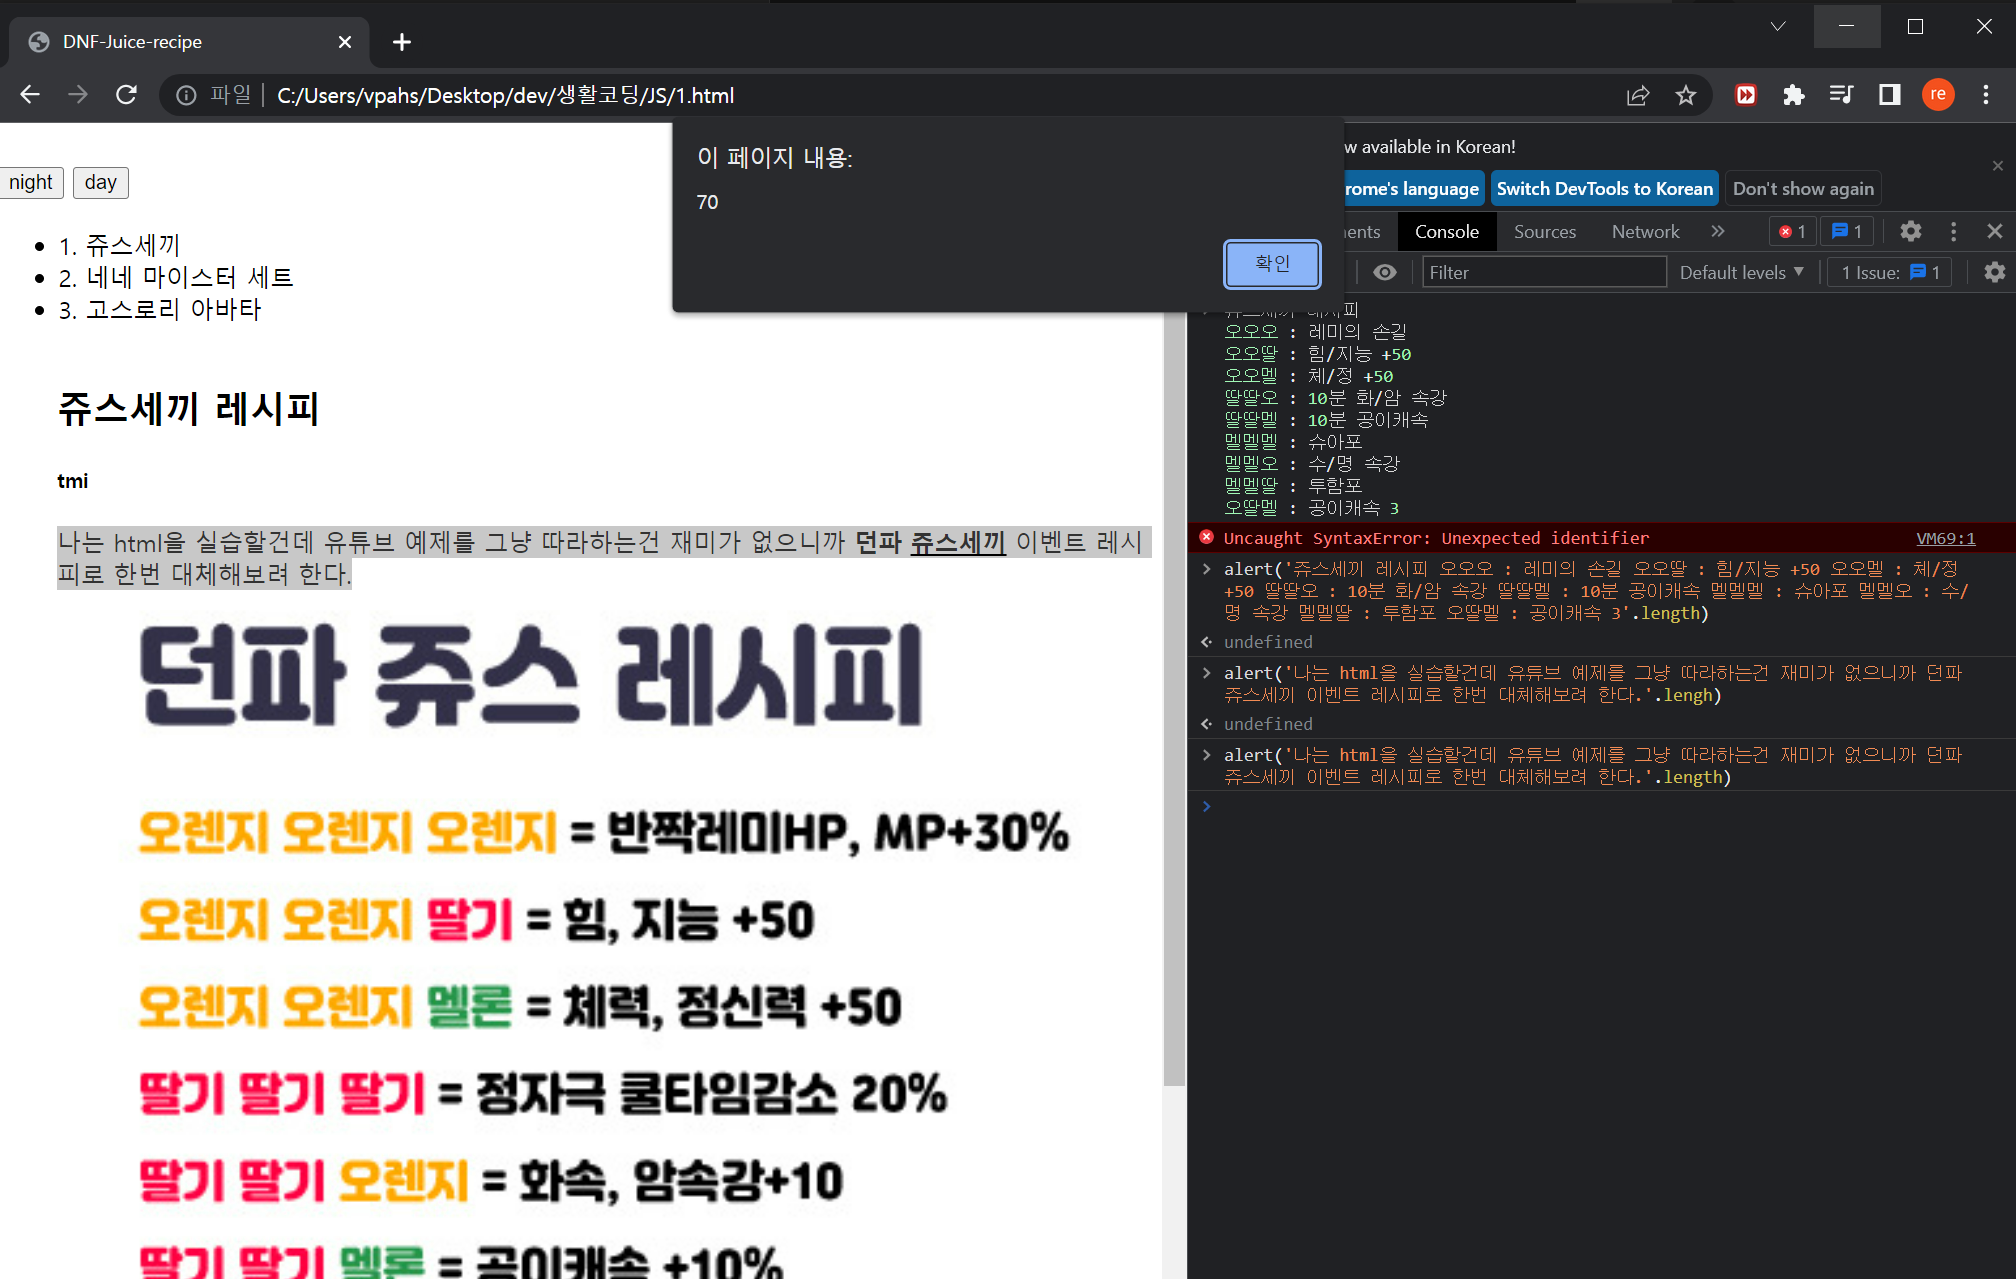 DNF-Juice-recipe
파일 | C:/Users/vpahs/Desktop/dev/생활코딩/JS/1.html
re
night day
1. 쥬스세끼
2. 네네 마이스터 세트
3. 고스로리 아바타
쥬스세끼 레시피
tmi
나는 html을 실습할건데 유튜브 예제를 그냥 따라하는건 재미가 없으니까 던파 쥬스세끼 이벤트 레시
피로 한번 대체해보려 한다.
던파 쥬스 레시피
오렌지 오렌지 오렌지 = 반짝레미HP, MP+30%
오렌지 오렌지 딸기 = 힘, 지능 +50
오렌지 오렌지 멜론 = 체력, 정신력 +50
딸기 딸기 딸기 = 정자극 쿨타임감소 20%
딸기 딸기 오렌지 = 화속, 암속강+10
딸기 딸기 멜론 = 공이캐속 +10%
이 페이지 내용:
70
확인
w available in Korean!
rome's language Switch DevTools to Korean Don't show again
ents Console Sources Network 1 1
Filter Default levels 1 Issue: 1
쥬스세끼 레시피
오오오 : 레미의 손길
오오딸 : 힘/지능 +50
오오멜 : 체/정 +50
딸딸오 : 10분 화/암 속강
딸딸멜 : 10분 공이캐속
멜멜멜 : 슈아포
멜멜오 : 수/명 속강
멜멜딸 : 투함포
오딸멜 : 공이캐속 3
Uncaught SyntaxError: Unexpected identifier VM69:1
alert('쥬스세끼 레시피 오오오 : 레미의 손길 오오딸 : 힘/지능 +50 오오멜 : 체/정
+50 딸딸오 : 10분 화/암 속강 딸딸멜 : 10분 공이캐속 멜멜멜 : 슈아포 멜멜오 : 수/
명 속강 멜멜딸 : 투함포 오딸멜 : 공이캐속 3'.length)
undefined
alert('나는 html을 실습할건데 유튜브 예제를 그냥 따라하는건 재미가 없으니까 던파
쥬스세끼 이벤트 레시피로 한번 대체해보려 한다.'.lengh)
undefined
alert('나는 html을 실습할건데 유튜브 예제를 그냥 따라하는건 재미가 없으니까 던파
쥬스세끼 이벤트 레시피로 한번 대체해보려 한다.'.length)